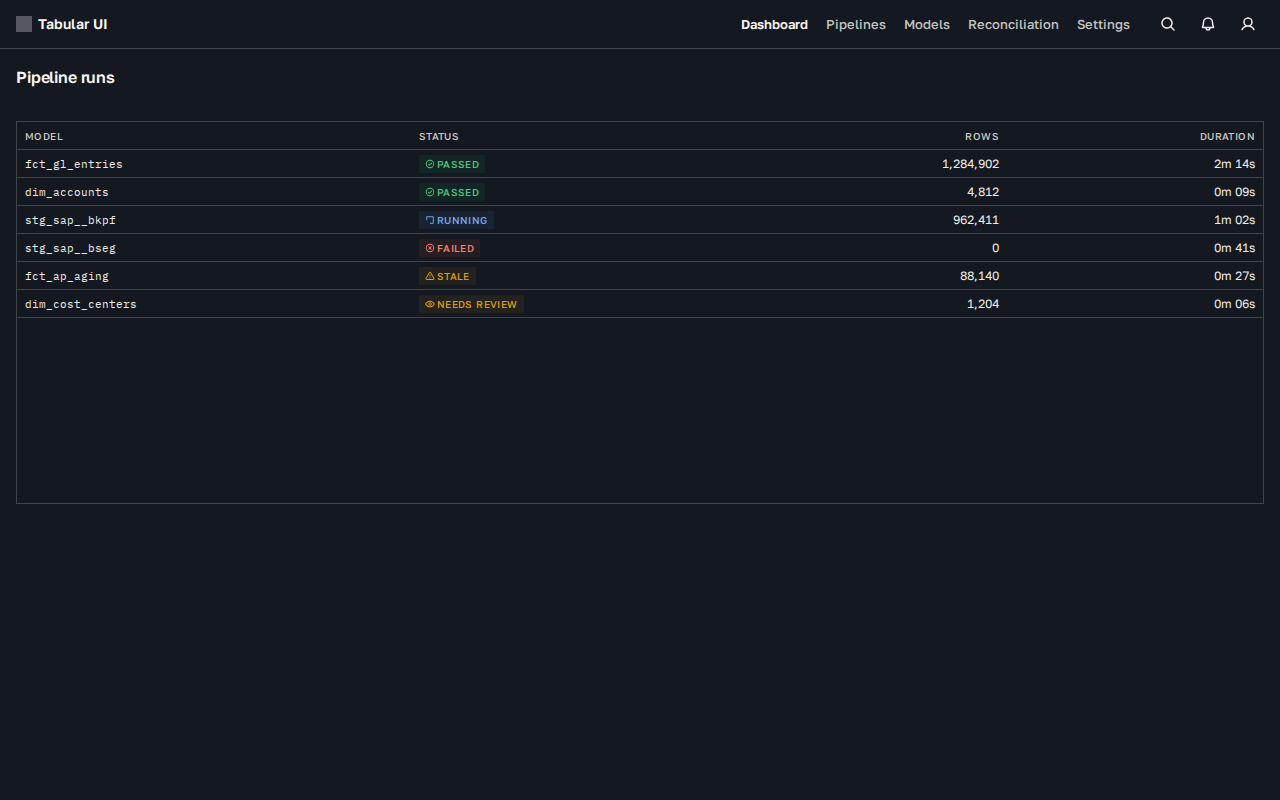 Tabular UI Dashboard Pipelines Models Reconciliation Settings
Pipeline runs
MODEL STATUS ROWS DURATION
fct_gl_entries PASSED 1,284,902 2m 14s
dim_accounts PASSED 4,812 0m 09s
stg_sap__bkpf RUNNING 962,411 1m 02s
stg_sap__bseg FAILED 0 0m 41s
fct_ap_aging STALE 88,140 0m 27s
dim_cost_centers NEEDS REVIEW 1,204 0m 06s